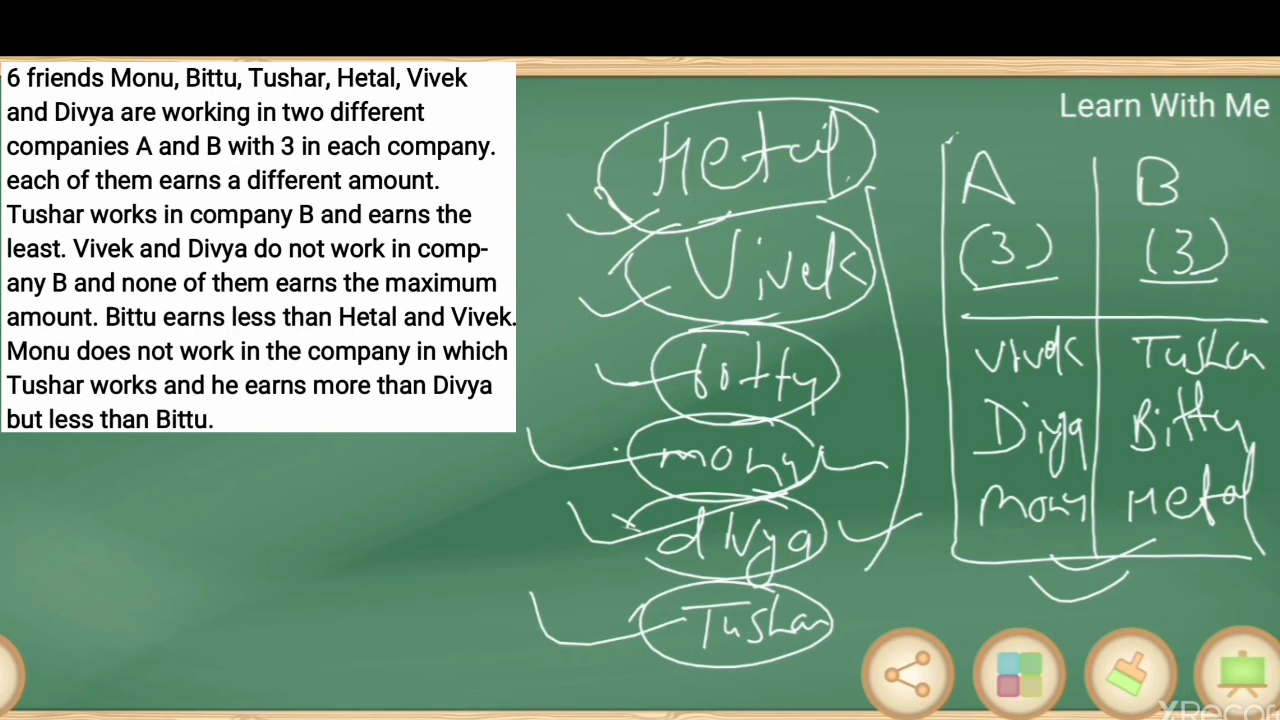 6 friends Monu, Bittu, Tushar, Hetal, Vivek
and Divya are working in two different
companies A and B with 3 in each company.
each of them earns a different amount.
Tushar works in company B and earns the
least. Vivek and Divya do not work in comp-
any B and none of them earns the maximum
amount. Bittu earns less than Hetal and Vivek.
Monu does not work in the company in which
Tushar works and he earns more than Divya
but less than Bittu.
Learn With Me
Hetal
Vivek
bitty
mony
divya
Tushar
A B
(3) (3)
Vivek Tushar
Divya Bitty
Mony Hetal
XRecor